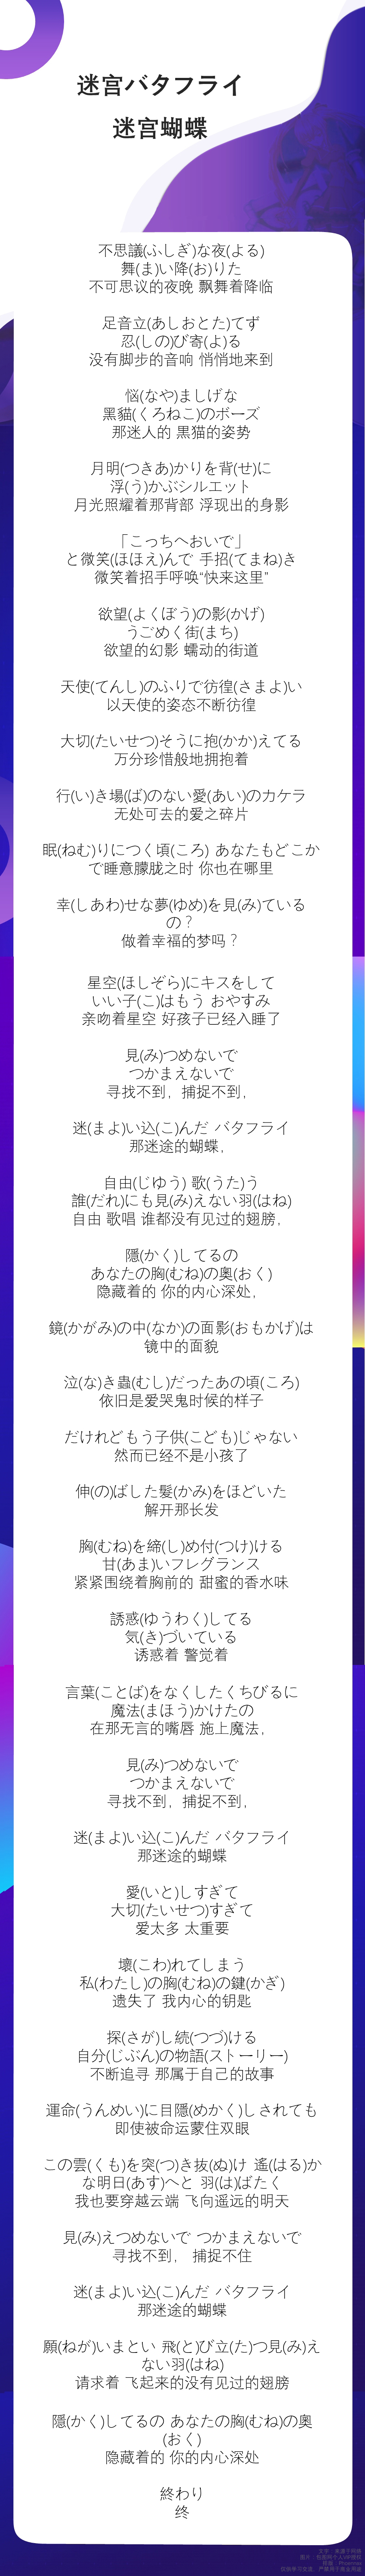 迷宫バタフライ
迷宫蝴蝶
不思議(ふしぎ)な夜(よる)
舞(ま)い降(お)りた
不可思议的夜晚 飘舞着降临
足音立(あしおとた)てず
忍(しの)び寄(よ)る
没有脚步的音响 悄悄地来到
悩(なや)ましげな
黑貓(くろねこ)のボーズ
那迷人的 黒猫的姿势
月明(つきあ)かりを背(せ)に
浮(う)かぶシルエット
月光照耀着那背部 浮现出的身影
「こっちへおいで」
と微笑(ほほえ)んで 手招(てまね)き
微笑着招手呼唤“快来这里”
欲望(よくぼう)の影(かげ)
うごめく街(まち)
欲望的幻影 蠕动的街道
天使(てんし)のふりで彷徨(さまよ)い
以天使的姿态不断彷徨
大切(たいせつ)そうに抱(かか)えてる
万分珍惜般地拥抱着
行(い)き場(ば)のない愛(あい)のカケラ
无处可去的爱之碎片
眠(ねむ)りにつく頃(ころ) あなたもどこか
で睡意朦胧之时 你也在哪里
幸(しあわ)せな夢(ゆめ)を見(み)ている
の？
做着幸福的梦吗？
星空(ほしぞら)にキスをして
いい子(こ)はもう おやすみ
亲吻着星空 好孩子已经入睡了
見(み)つめないで
つかまえないで
寻找不到，捕捉不到，
迷(まよ)い込(こ)んだ バタフライ
那迷途的蝴蝶，
自由(じゆう) 歌(うた)う
誰(だれ)にも見(み)えない羽(はね)
自由 歌唱 谁都没有见过的翅膀，
隱(かく)してるの
あなたの胸(むね)の奧(おく)
隐藏着的 你的内心深处，
鏡(かがみ)の中(なか)の面影(おもかげ)は
镜中的面貌
泣(な)き蟲(むし)だったあの頃(ころ)
依旧是爱哭鬼时候的样子
だけれどもう子供(こども)じゃない
然而已经不是小孩了
伸(の)ばした髪(かみ)をほどいた
解开那长发
胸(むね)を締(し)め付(つけ)ける
甘(あま)いフレグランス
紧紧围绕着胸前的 甜蜜的香水味
誘惑(ゆうわく)してる
気(き)づいている
诱惑着 警觉着
言葉(ことば)をなくしたくちびるに
魔法(まほう)かけたの
在那无言的嘴唇 施上魔法，
見(み)つめないで
つかまえないで
寻找不到，捕捉不到，
迷(まよ)い込(こ)んだ バタフライ
那迷途的蝴蝶
愛(いと)しすぎて
大切(たいせつ)すぎて
爱太多 太重要
壞(こわ)れてしまう
私(わたし)の胸(むね)の鍵(かぎ)
遗失了 我内心的钥匙
探(さが)し続(つづ)ける
自分(じぶん)の物語(ストーリー)
不断追寻 那属于自己的故事
運命(うんめい)に目隱(めかく)しされても
即使被命运蒙住双眼
この雲(くも)を突(つ)き抜(ぬ)け 遙(はる)か
な明日(あす)へと 羽(は)ばたく
我也要穿越云端 飞向遥远的明天
見(み)えつめないで つかまえないで
寻找不到， 捕捉不住
迷(まよ)い込(こ)んだ バタフライ
那迷途的蝴蝶
願(ねが)いまとい 飛(と)び立(た)つ見(み)え
ない羽(はね)
请求着 飞起来的没有见过的翅膀
隱(かく)してるの あなたの胸(むね)の奧
(おく)
隐藏着的 你的内心深处
終わり
终